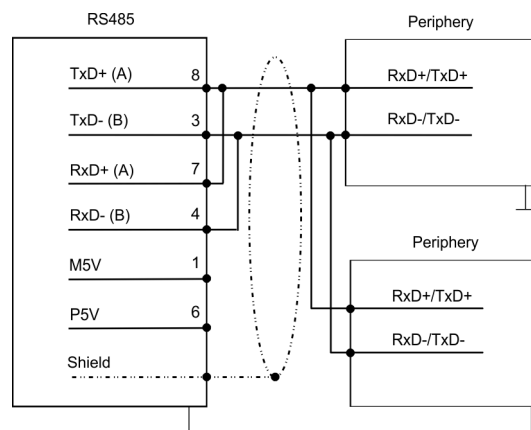 RS485
Periphery
TxD+ (A) 8
RxD+/TxD+
TxD- (B) 3
RxD-/TxD-
RxD+ (A) 7
RxD- (B) 4
M5V 1
Periphery
RxD+/TxD+
P5V 6
RxD-/TxD-
Shield